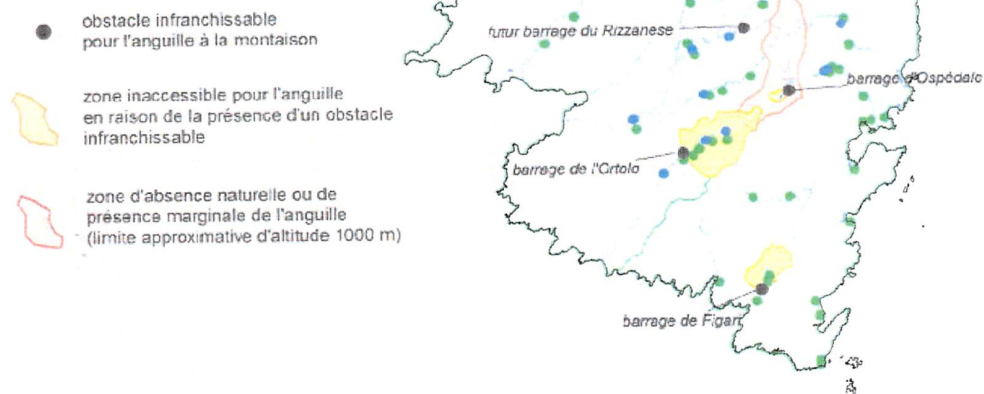 obstacle infranchissable
pour l'anguille à la montaison
zone inaccessible pour l'anguille
en raison de la présence d'un obstacle
infranchissable
zone d'absence naturelle ou de
présence marginale de l'anguille
(limite approximative d'altitude 1000 m)
futur barrage du Rizzanese
barrage d'Ospédale
barrage de l'Ortolo
barrage de Figari